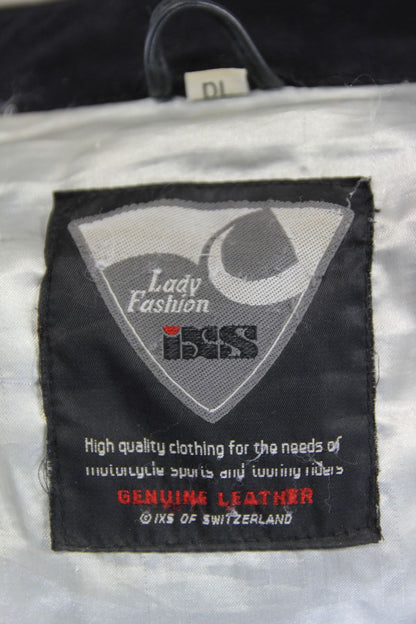 Lady
Fashion
iXS
High quality clothing for the needs of
motorcycle sports and touring riders
GENUINE LEATHER
© IXS OF SWITZERLAND